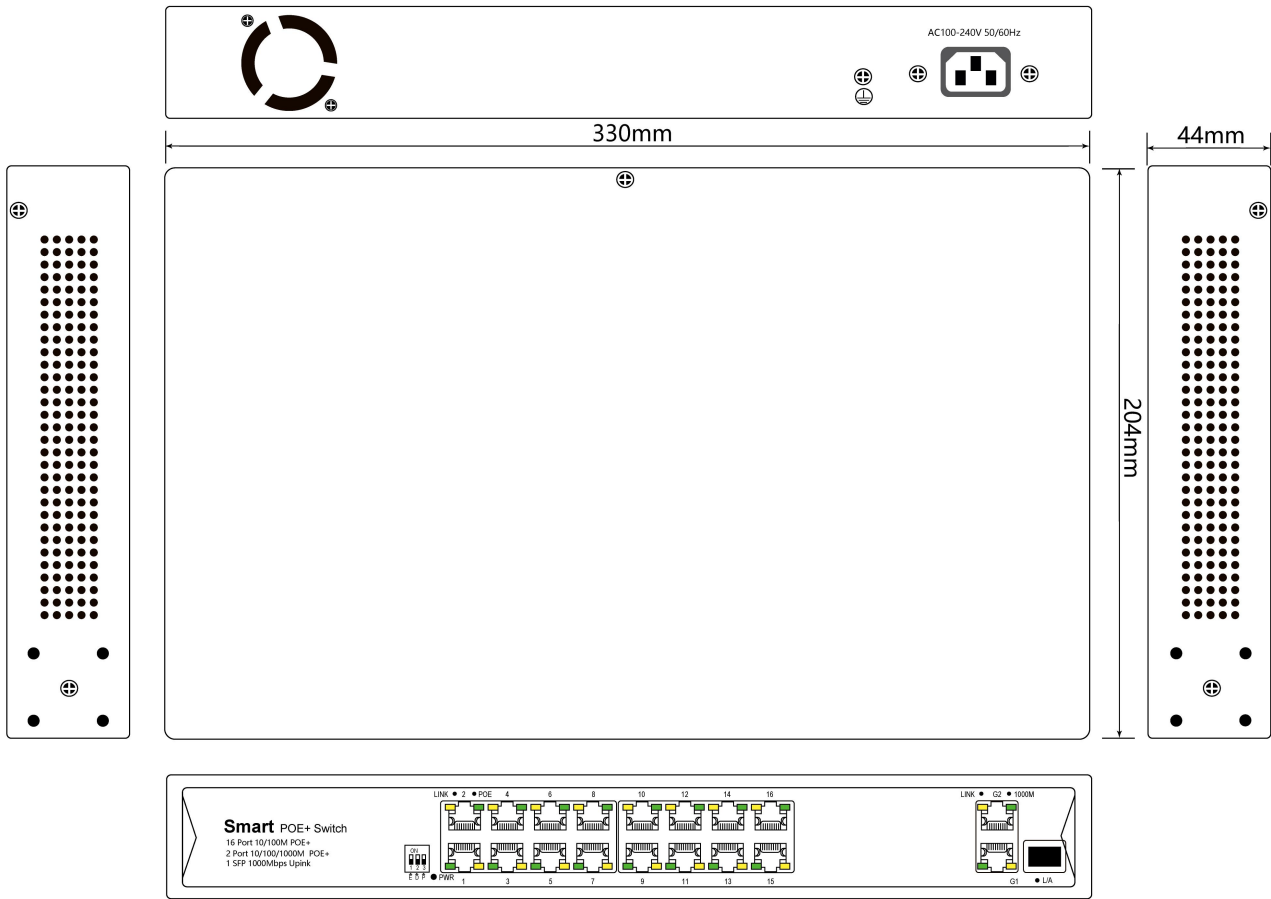 AC100-240V 50/60Hz
330mm
44mm
204mm
LINK 2 POE 4 6 8 10 12 14 16
LINK G2 1000M
Smart POE+ Switch
16 Port 10/100M POE+
2 Port 10/100/1000M POE+
1 SFP 1000Mbps Upink
ON
1 2 3
PWR
1 3 5 7 9 11 13 15
G1 L/A